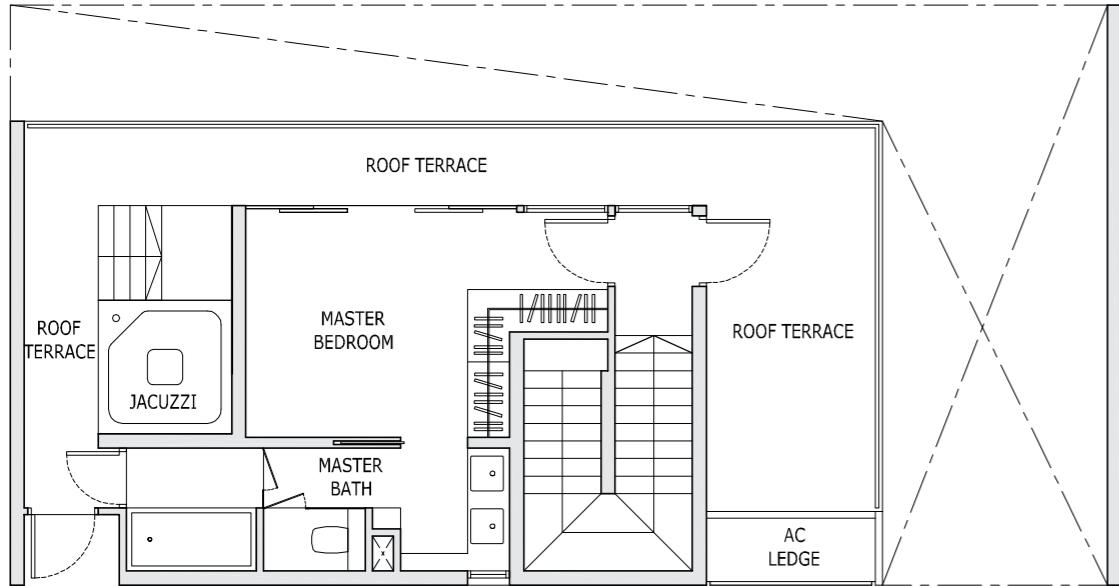 ROOF TERRACE
ROOF
TERRACE
MASTER
BEDROOM
ROOF TERRACE
JACUZZI
MASTER
BATH
AC
LEDGE